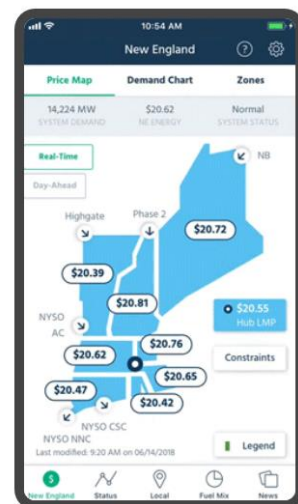 10:54 AM
New England
?
Price Map Demand Chart Zones
14,224 MW $20.62 Normal
SYSTEM DEMAND NE ENERGY SYSTEM STATUS
Real-Time
Day-Ahead
NB
Highgate Phase 2
$20.72
$20.39
$20.81
$20.55
Hub LMP
NYSO
AC
$20.76
$20.62
Constraints
$20.65
$20.47
$20.42
NYSO CSC
NYSO NNC
Last modified: 9:20 AM on 06/14/2018
Legend
$
New England Status Local Fuel Mix News